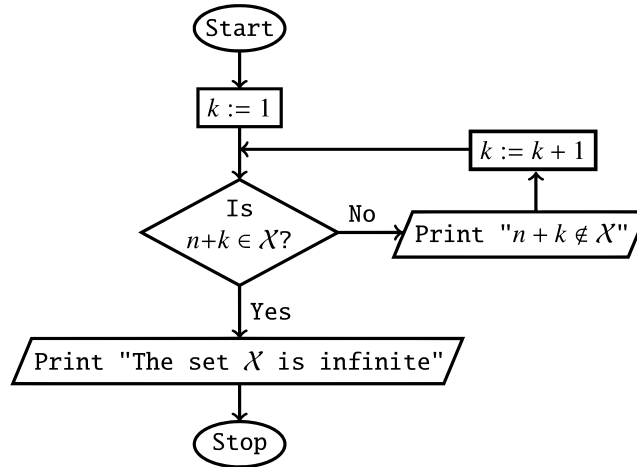 Start
k := 1
k := k + 1
Is
n+k ∈ 𝒳?
No
Print "n + k ∉ 𝒳"
Yes
Print "The set 𝒳 is infinite"
Stop